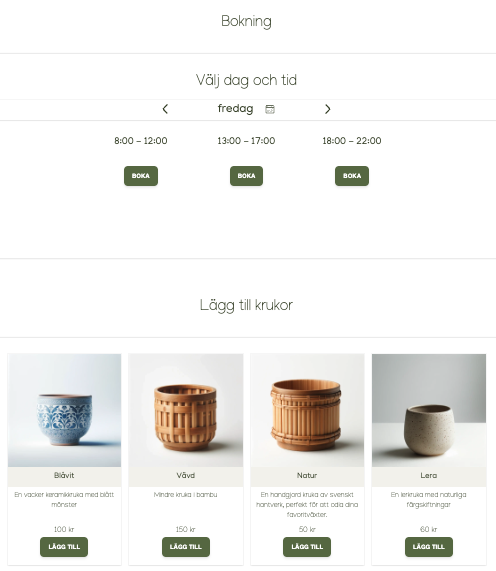 Bokning
Välj dag och tid
fredag
8:00 – 12:00 13:00 – 17:00 18:00 – 22:00
BOKA BOKA BOKA
Lägg till krukor
Blåvit
En vacker keramikkruka med blått
mönster
100 kr
LÄGG TILL
Vävd
Mindre kruka i bambu
150 kr
LÄGG TILL
Natur
En handgjord kruka av svenskt
hantverk, perfekt för att odla dina
favoritväxter.
50 kr
LÄGG TILL
Lera
En lerkruka med naturliga
färgskiftningar
60 kr
LÄGG TILL